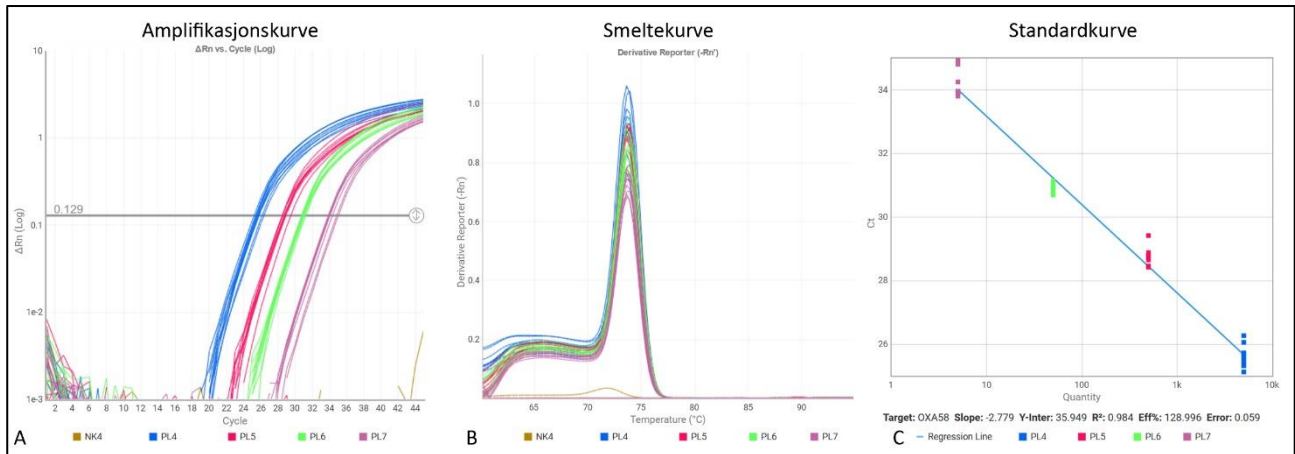 Amplifikasjonskurve
ΔRn vs. Cycle (Log)
10
1
0.129
0.1
1e-2
1e-3
ΔRn (Log)
2 4 6 8 10 12 14 16 18 20 22 24 26 28 30 32 34 36 38 40 42 44
Cycle
A
NK4 PL4 PL5 PL6 PL7
Smeltekurve
Derivative Reporter (-Rn')
1.0
0.8
0.6
0.4
0.2
Derivative Reporter (-Rn)
65 70 75 80 85 90
Temperature (°C)
B
NK4 PL4 PL5 PL6 PL7
Standardkurve
34
32
30
28
26
Ct
1 10 100 1k 10k
Quantity
Target: OXA58 Slope: -2.779 Y-Inter: 35.949 R²: 0.984 Eff%: 128.996 Error: 0.059
C
Regression Line PL4 PL5 PL6 PL7